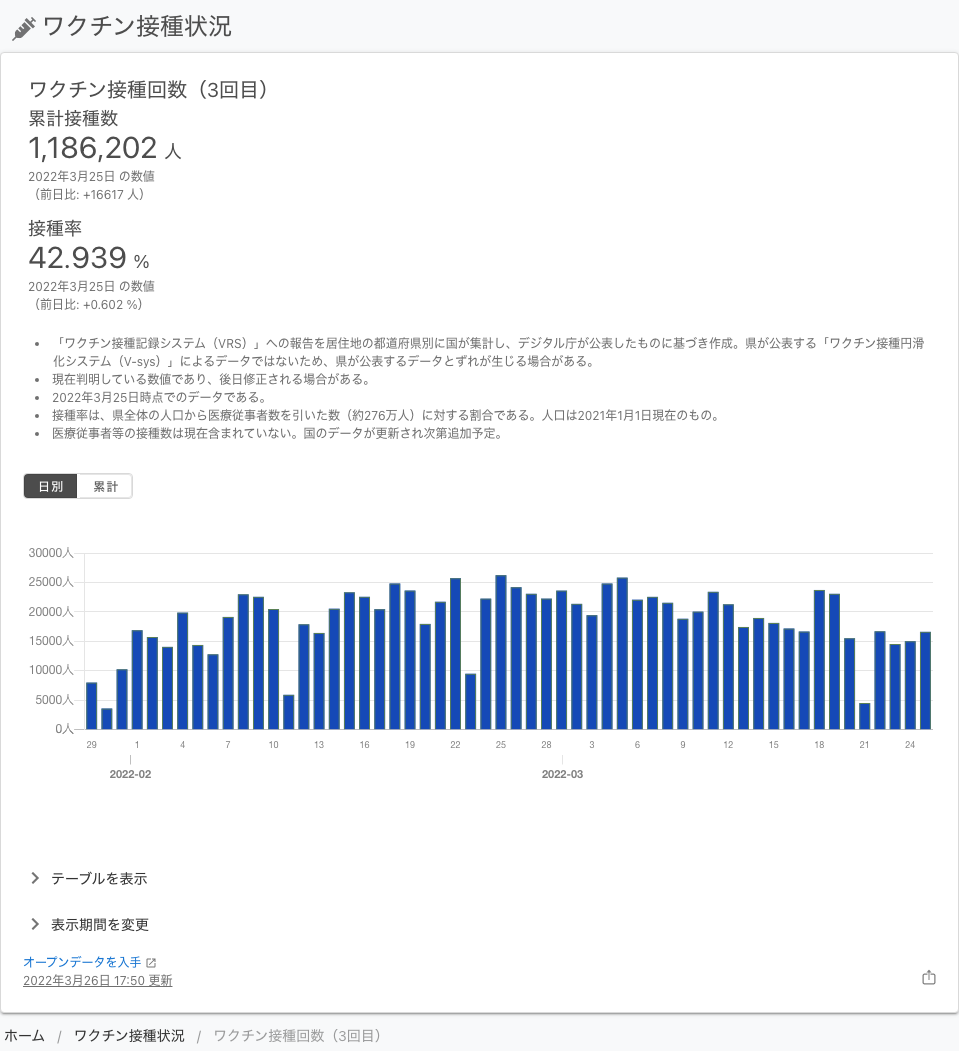 ワクチン接種状況
ワクチン接種回数（3回目）
累計接種数
1,186,202 人
2022年3月25日 の数値
（前日比: +16617 人）
接種率
42.939 %
2022年3月25日 の数値
（前日比: +0.602 %）
• 「ワクチン接種記録システム（VRS）」への報告を居住地の都道府県別に国が集計し、デジタル庁が公表したものに基づき作成。県が公表する「ワクチン接種円滑
化システム（V-sys）」によるデータではないため、県が公表するデータとずれが生じる場合がある。
• 現在判明している数値であり、後日修正される場合がある。
• 2022年3月25日時点でのデータである。
• 接種率は、県全体の人口から医療従事者数を引いた数（約276万人）に対する割合である。人口は2021年1月1日現在のもの。
• 医療従事者等の接種数は現在含まれていない。国のデータが更新され次第追加予定。
日別 累計
30000人
25000人
20000人
15000人
10000人
5000人
0人
29 1 4 7 10 13 16 19 22 25 28 3 6 9 12 15 18 21 24
2022-02 2022-03
テーブルを表示
表示期間を変更
オープンデータを入手
2022年3月26日 17:50 更新
ホーム / ワクチン接種状況 / ワクチン接種回数（3回目）